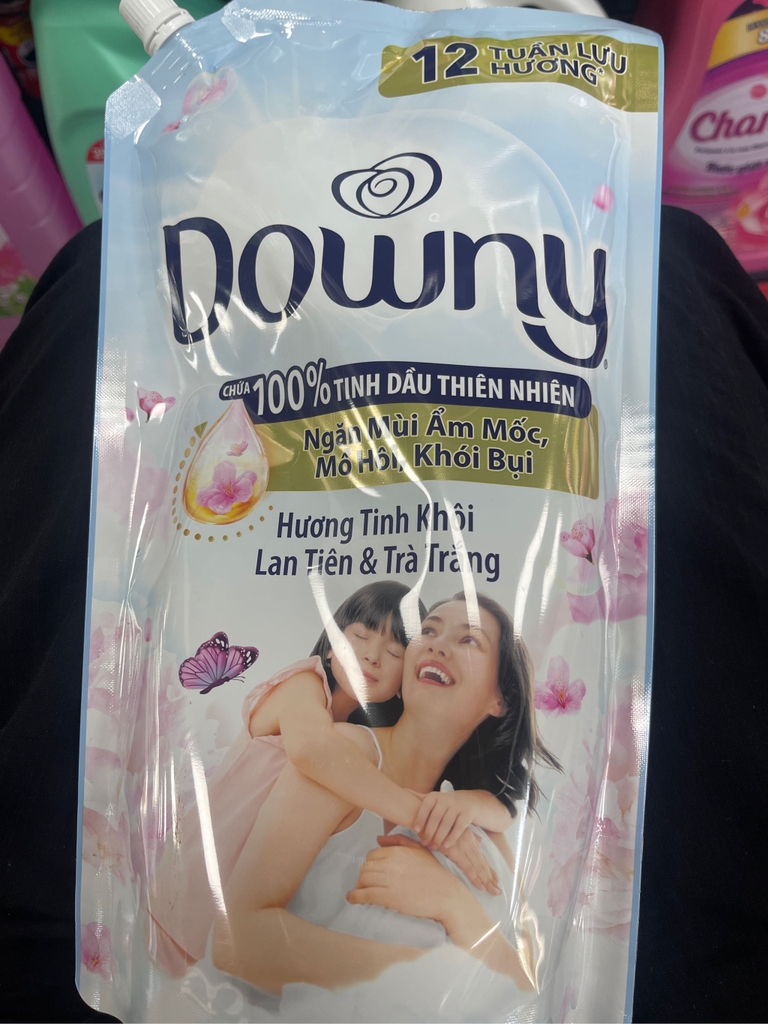 12 TUẦN LƯU
HƯƠNG*
Downy
CHỨA 100% TINH DẦU THIÊN NHIÊN
Ngăn Mùi Ẩm Mốc,
Mồ Hôi, Khói Bụi
Hương Tinh Khôi
Lan Tiên & Trà Trắng
Char